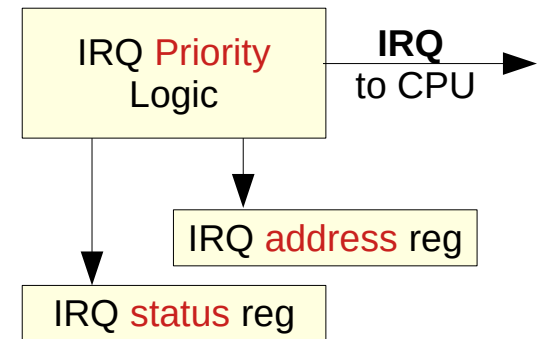 IRQ Priority
Logic
IRQ
to CPU
IRQ address reg
IRQ status reg